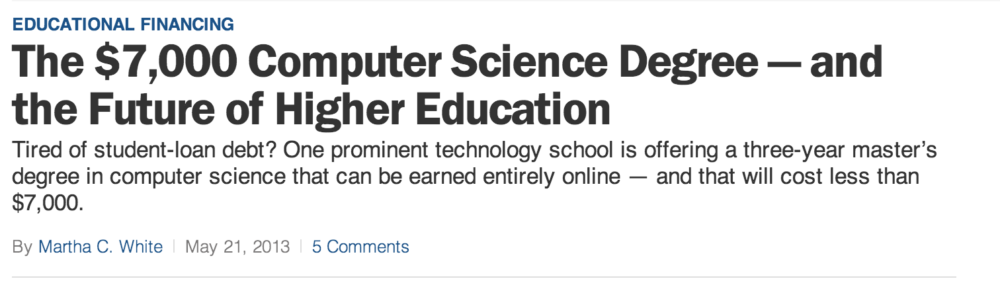 EDUCATIONAL FINANCING
The $7,000 Computer Science Degree — and
the Future of Higher Education
Tired of student-loan debt? One prominent technology school is offering a three-year master’s
degree in computer science that can be earned entirely online — and that will cost less than
$7,000.
By Martha C. White | May 21, 2013 | 5 Comments